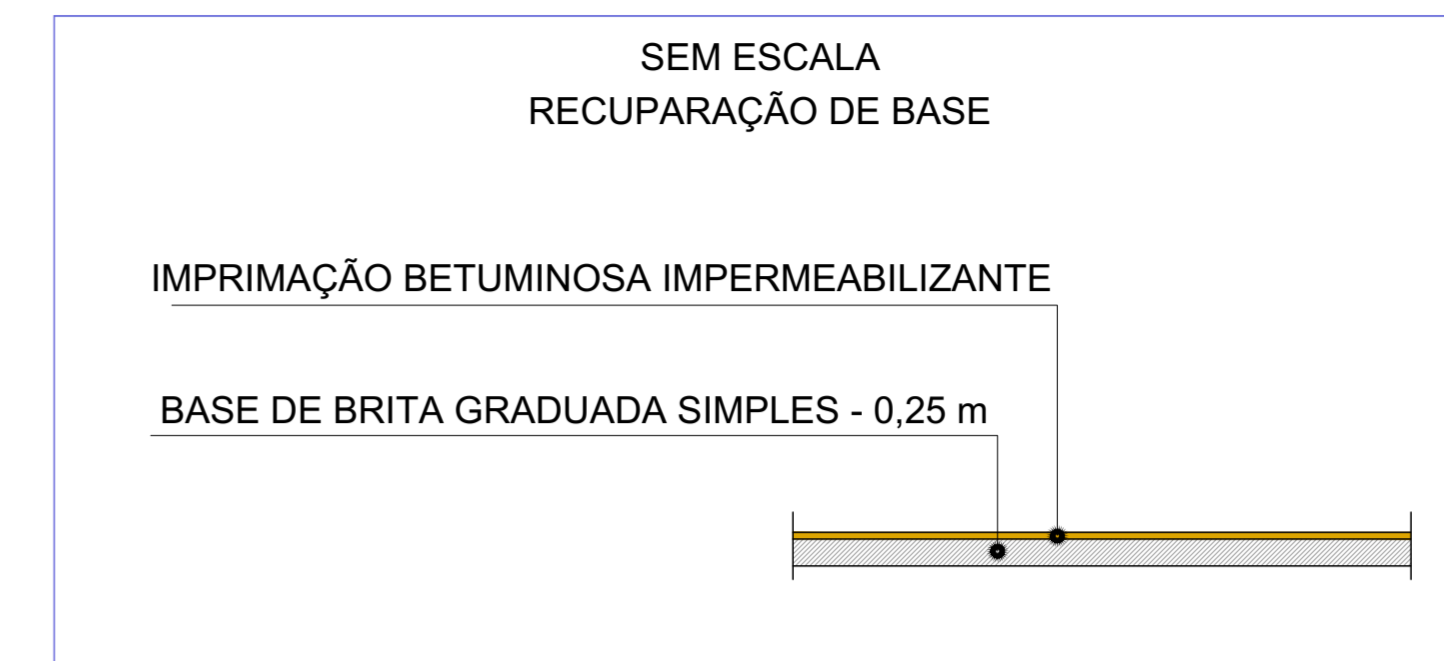 SEM ESCALA
RECUPARAÇÃO DE BASE
IMPRIMAÇÃO BETUMINOSA IMPERMEABILIZANTE
BASE DE BRITA GRADUADA SIMPLES - 0,25 m